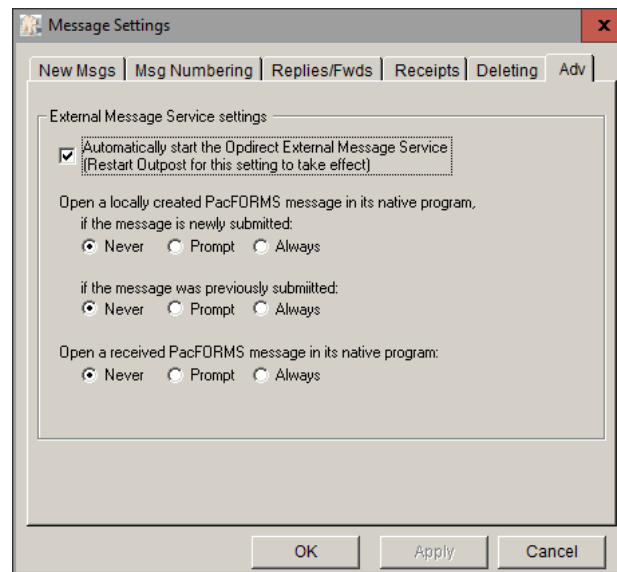 Message Settings
x
New Msgs Msg Numbering Replies/Fwds Receipts Deleting Adv
External Message Service settings
Automatically start the Opdirect External Message Service
(Restart Outpost for this setting to take effect)
Open a locally created PacFORMS message in its native program,
if the message is newly submitted:
Never Prompt Always
if the message was previously submiitted:
Never Prompt Always
Open a received PacFORMS message in its native program:
Never Prompt Always
OK Apply Cancel